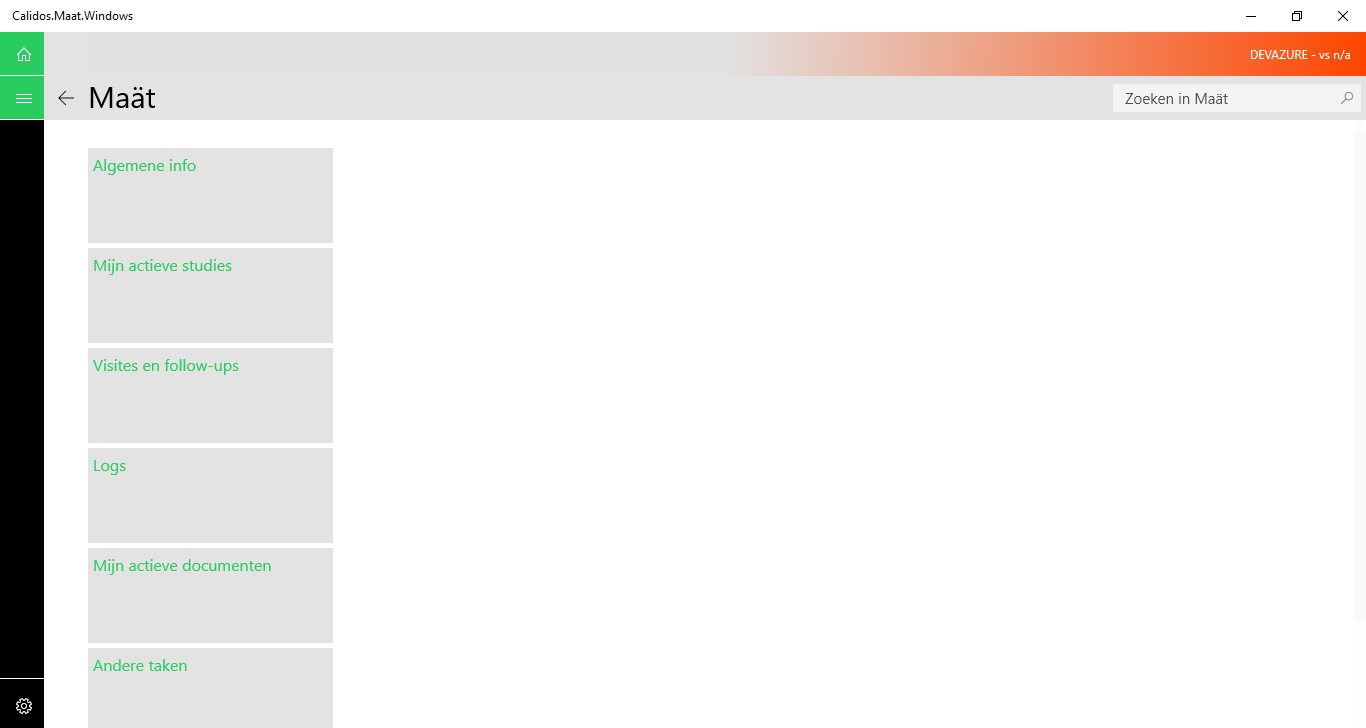 Calidos.Maat.Windows
DEVAZURE - vs n/a
Maät
Zoeken in Maät
Algemene info
Mijn actieve studies
Visites en follow-ups
Logs
Mijn actieve documenten
Andere taken